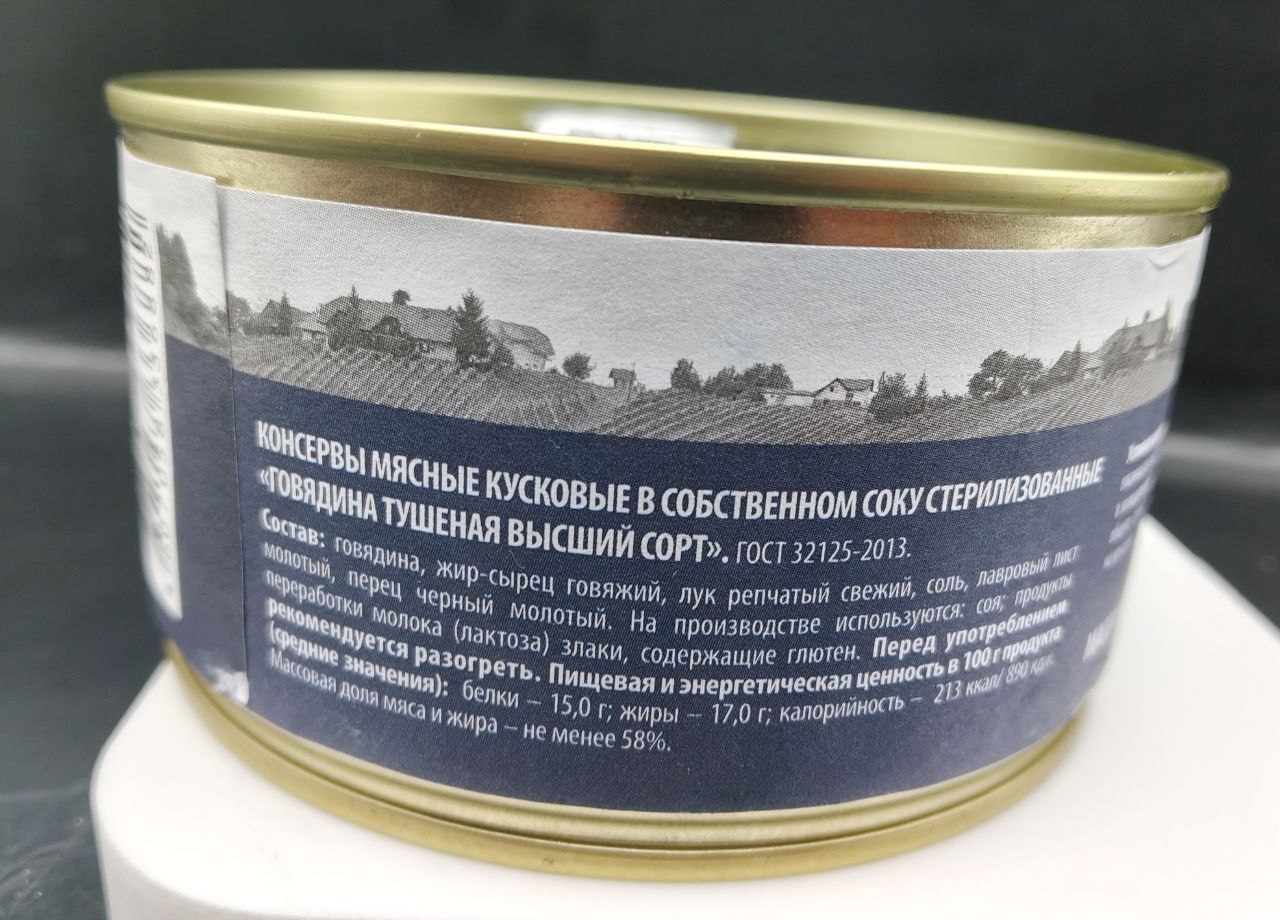 КОНСЕРВЫ МЯСНЫЕ КУСКОВЫЕ В СОБСТВЕННОМ СОКУ СТЕРИЛИЗОВАННЫЕ
«ГОВЯДИНА ТУШЕНАЯ ВЫСШИЙ СОРТ». ГОСТ 32125-2013.
Состав: говядина, жир-сырец говяжий, лук репчатый свежий, соль, лавровый лист
молотый, перец черный молотый. На производстве используются: соя; продукты
переработки молока (лактоза) злаки, содержащие глютен. Перед употреблением
рекомендуется разогреть. Пищевая и энергетическая ценность в 100 г продукта
(средние значения): белки – 15,0 г; жиры – 17,0 г; калорийность – 213 ккал/ 890 кдж.
Массовая доля мяса и жира – не менее 58%.